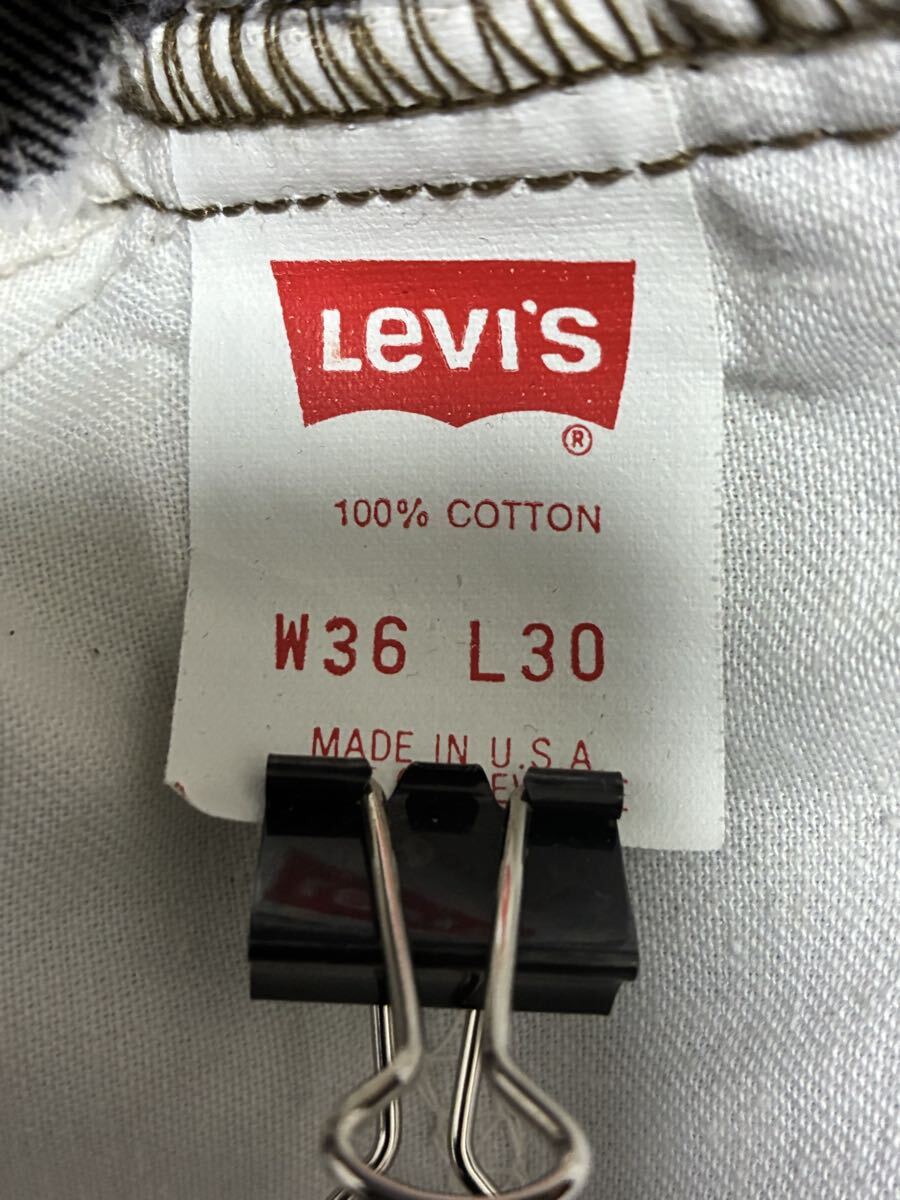 LEVI'S
®
100% COTTON
W36 L30
MADE IN U.S.A